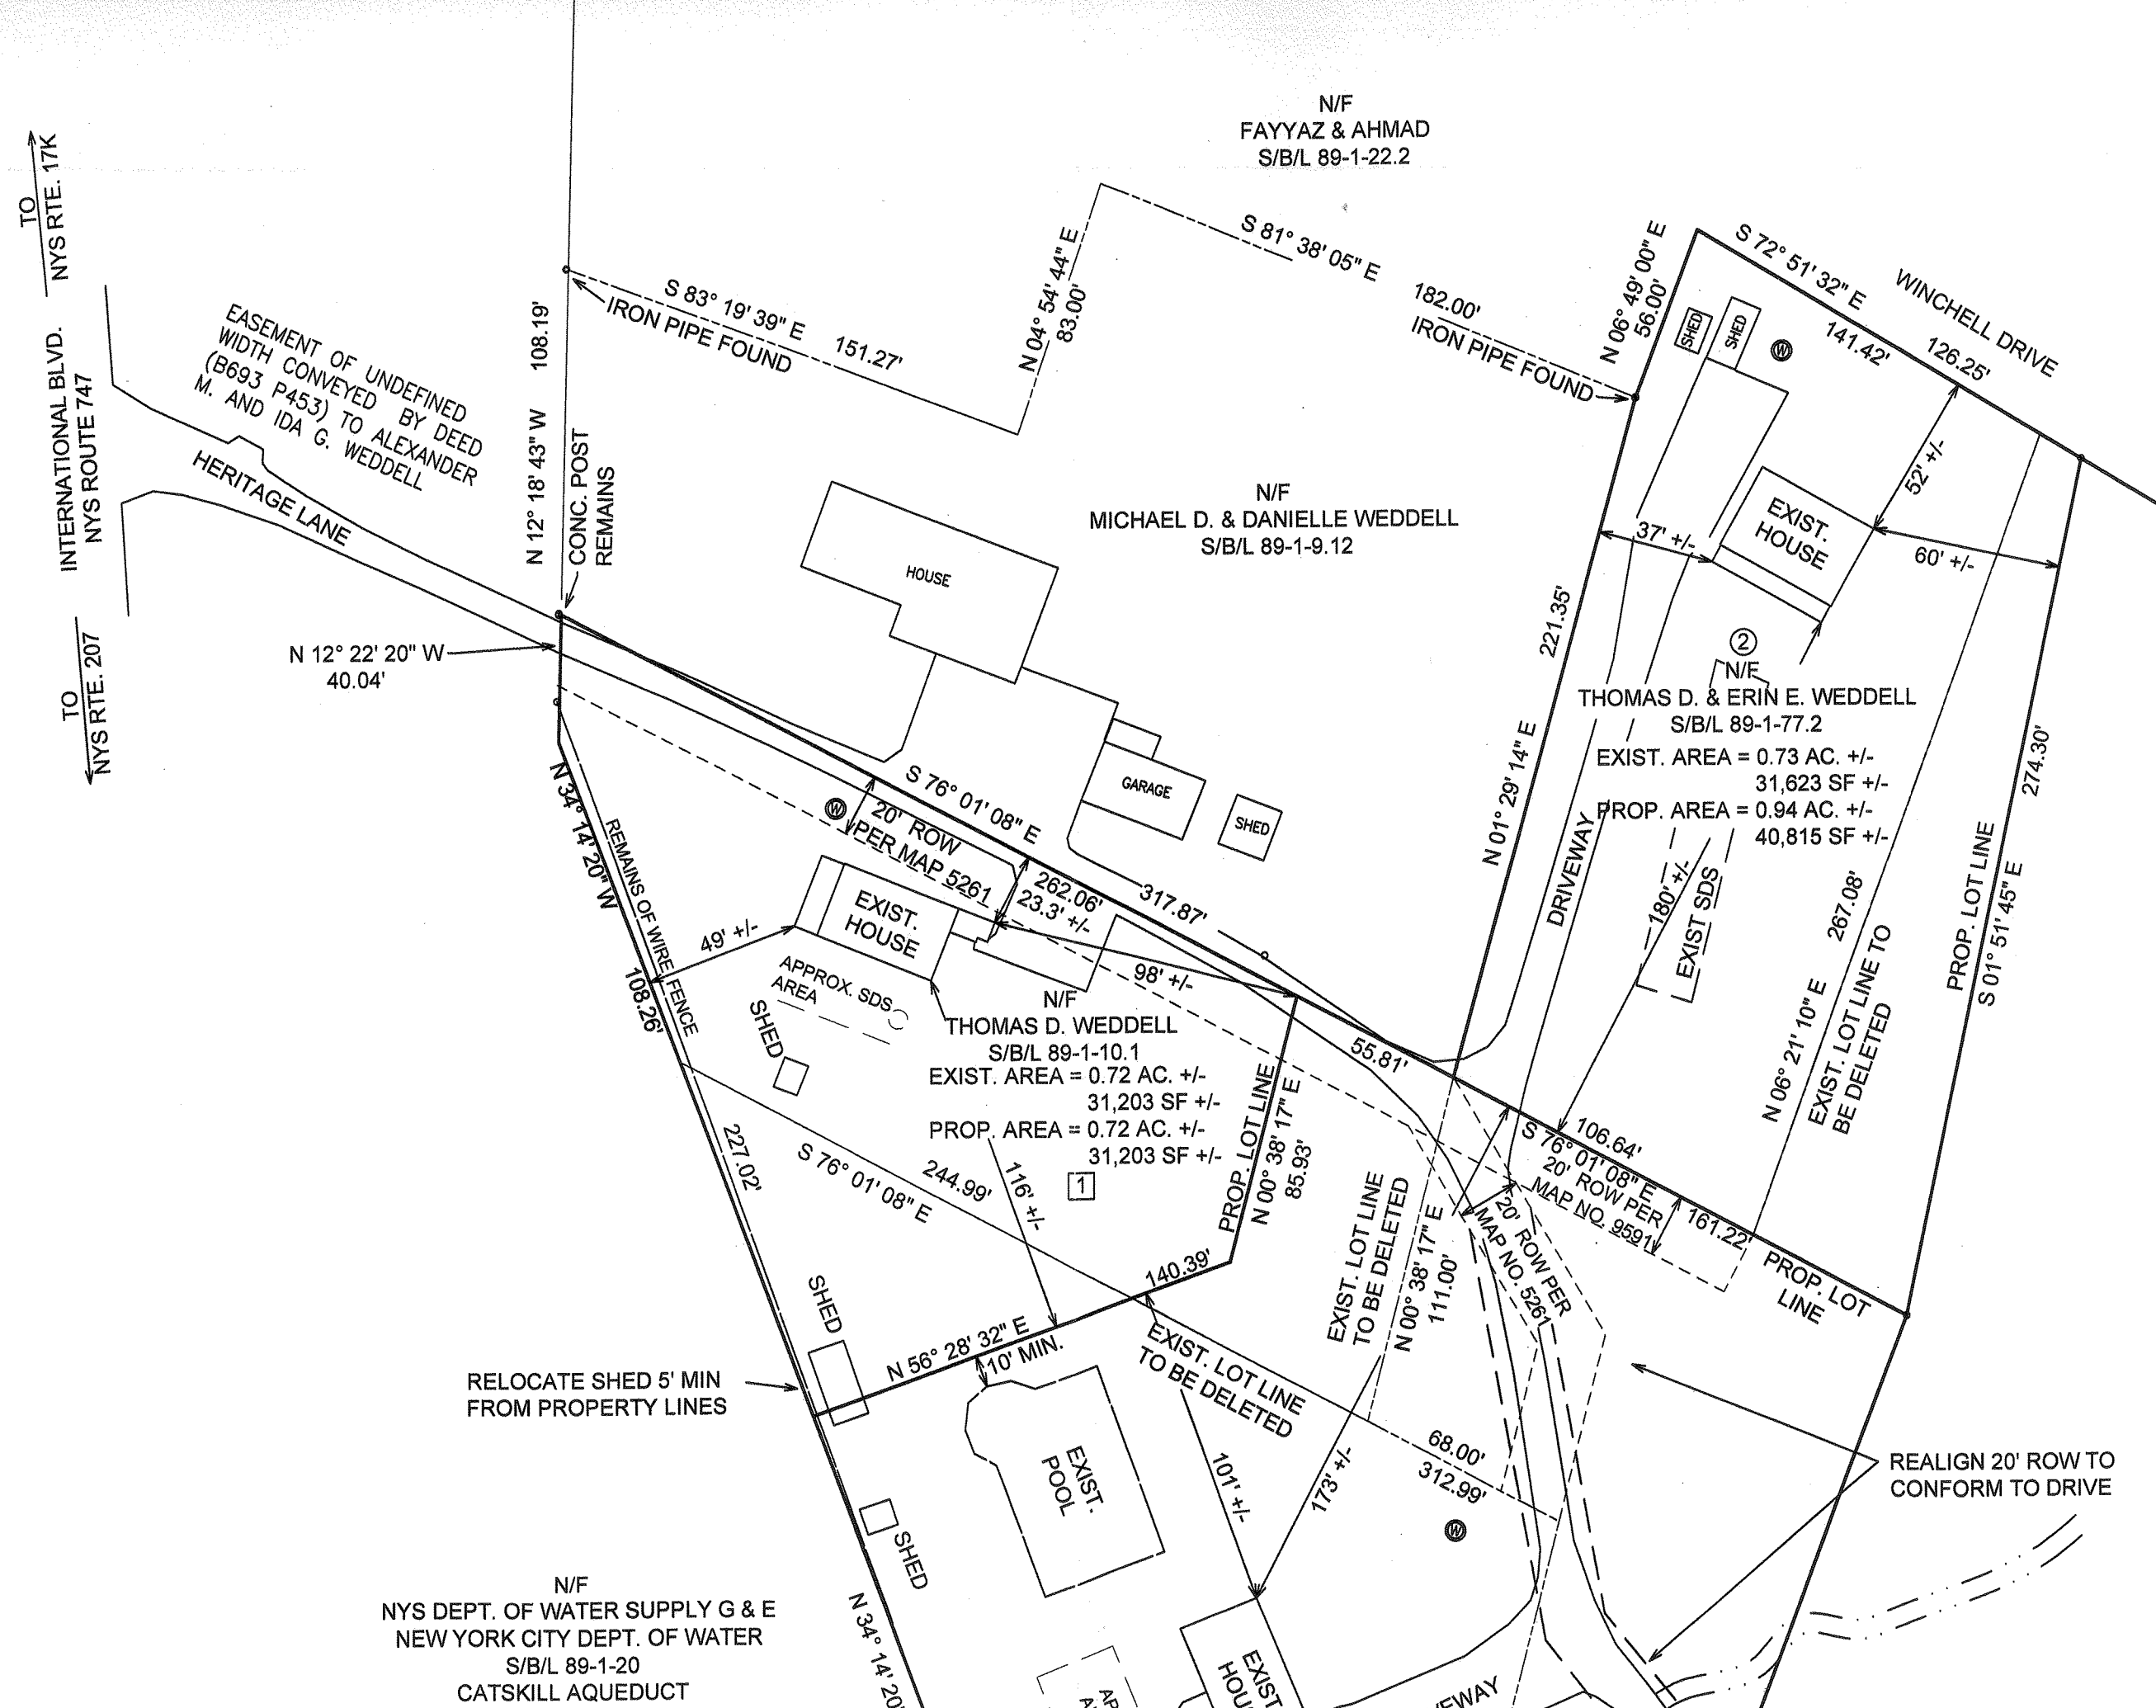 N/F
FAYYAZ & AHMAD
S/B/L 89-1-22.2
TO
NYS RTE. 17K
INTERNATIONAL BLVD.
NYS ROUTE 747
TO
NYS RTE. 207
EASEMENT OF UNDEFINED
WIDTH CONVEYED BY DEED
(B693 P453) TO ALEXANDER
M. AND IDA G. WEDDELL
HERITAGE LANE
N 12° 18' 43" W 108.19'
CONC. POST
REMAINS
N 12° 22' 20" W
40.04'
S 83° 19' 39" E 151.27'
IRON PIPE FOUND
N 04° 54' 44" E
83.00'
S 81° 38' 05" E 182.00'
IRON PIPE FOUND
N 06° 49' 00" E
56.00'
S 72° 51' 32" E
141.42'
126.25'
WINCHELL DRIVE
SHED
SHED
W
52' +/-
EXIST.
HOUSE
37' +/-
60' +/-
N/F
MICHAEL D. & DANIELLE WEDDELL
S/B/L 89-1-9.12
HOUSE
GARAGE
SHED
221.35'
N 01° 29' 14" E
2
N/F
THOMAS D. & ERIN E. WEDDELL
S/B/L 89-1-77.2
EXIST. AREA = 0.73 AC. +/-
31,623 SF +/-
PROP. AREA = 0.94 AC. +/-
40,815 SF +/-
274.30'
PROP. LOT LINE
S 01° 51' 45" E
DRIVEWAY
180' +/-
EXIST SDS
267.08'
N 06° 21' 10" E
EXIST. LOT LINE TO
BE DELETED
S 76° 01' 08" E
W
20' ROW
PER MAP 5261
262.06'
23.3' +/-
317.87'
N 34° 14' 20" W
REMAINS OF WIRE FENCE
108.26'
49' +/-
EXIST.
HOUSE
98' +/-
APPROX. SDS
AREA
SHED
N/F
THOMAS D. WEDDELL
S/B/L 89-1-10.1
EXIST. AREA = 0.72 AC. +/-
31,203 SF +/-
PROP. AREA = 0.72 AC. +/-
31,203 SF +/-
1
55.81'
PROP. LOT LINE
N 00° 38' 17" E
85.93'
227.02'
S 76° 01' 08" E
244.99'
116' +/-
106.64'
S 76° 01' 08" E
20' ROW PER
MAP NO. 9591
161.22'
PROP. LOT
LINE
20' ROW PER
MAP NO. 5261
EXIST. LOT LINE
TO BE DELETED
N 00° 38' 17" E
111.00'
140.39'
N 56° 28' 32" E
10' MIN.
SHED
RELOCATE SHED 5' MIN
FROM PROPERTY LINES
EXIST. LOT LINE
TO BE DELETED
EXIST.
POOL
101' +/-
173' +/-
68.00'
312.99'
W
REALIGN 20' ROW TO
CONFORM TO DRIVE
SHED
N/F
NYS DEPT. OF WATER SUPPLY G & E
NEW YORK CITY DEPT. OF WATER
S/B/L 89-1-20
CATSKILL AQUEDUCT
N 34° 14' 20"
EXIST
HOU
EWAY